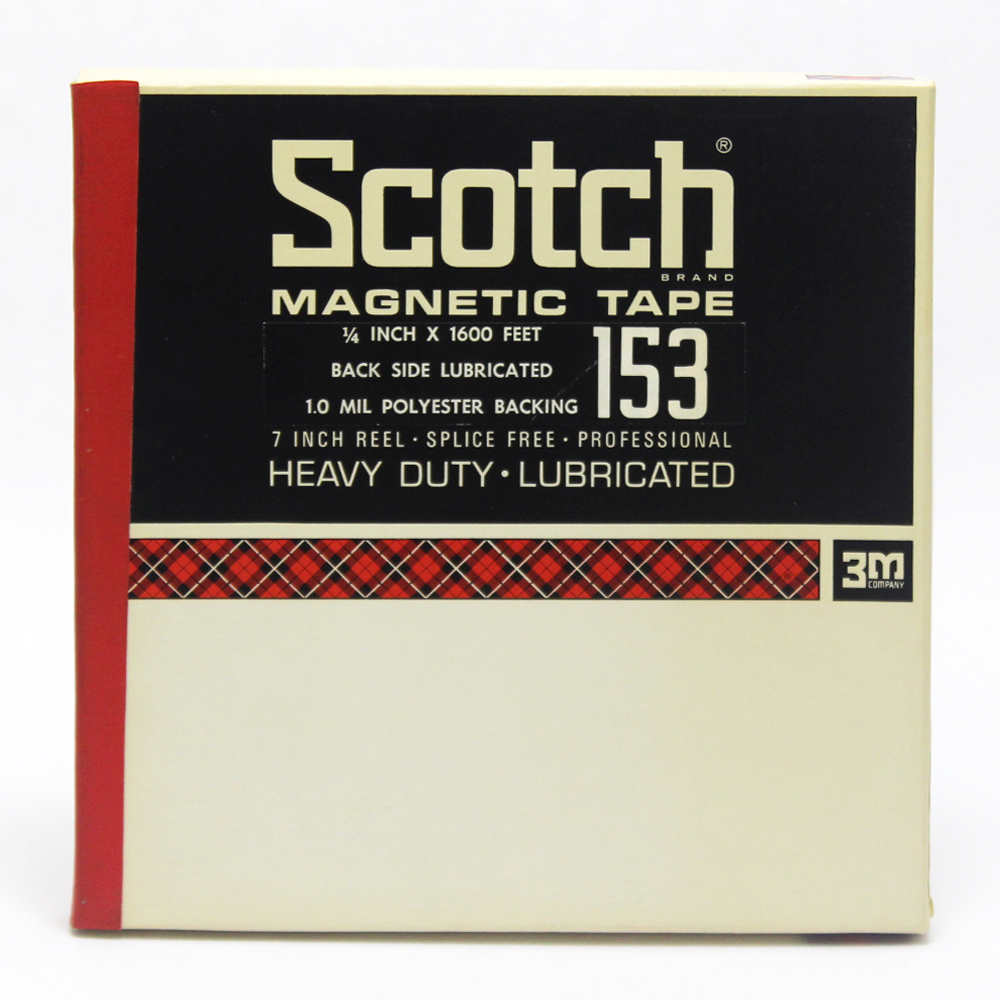 Scotch®
BRAND
MAGNETIC TAPE
¼ INCH X 1600 FEET
BACK SIDE LUBRICATED
1.0 MIL POLYESTER BACKING
153
7 INCH REEL · SPLICE FREE · PROFESSIONAL
HEAVY DUTY · LUBRICATED
3M
COMPANY